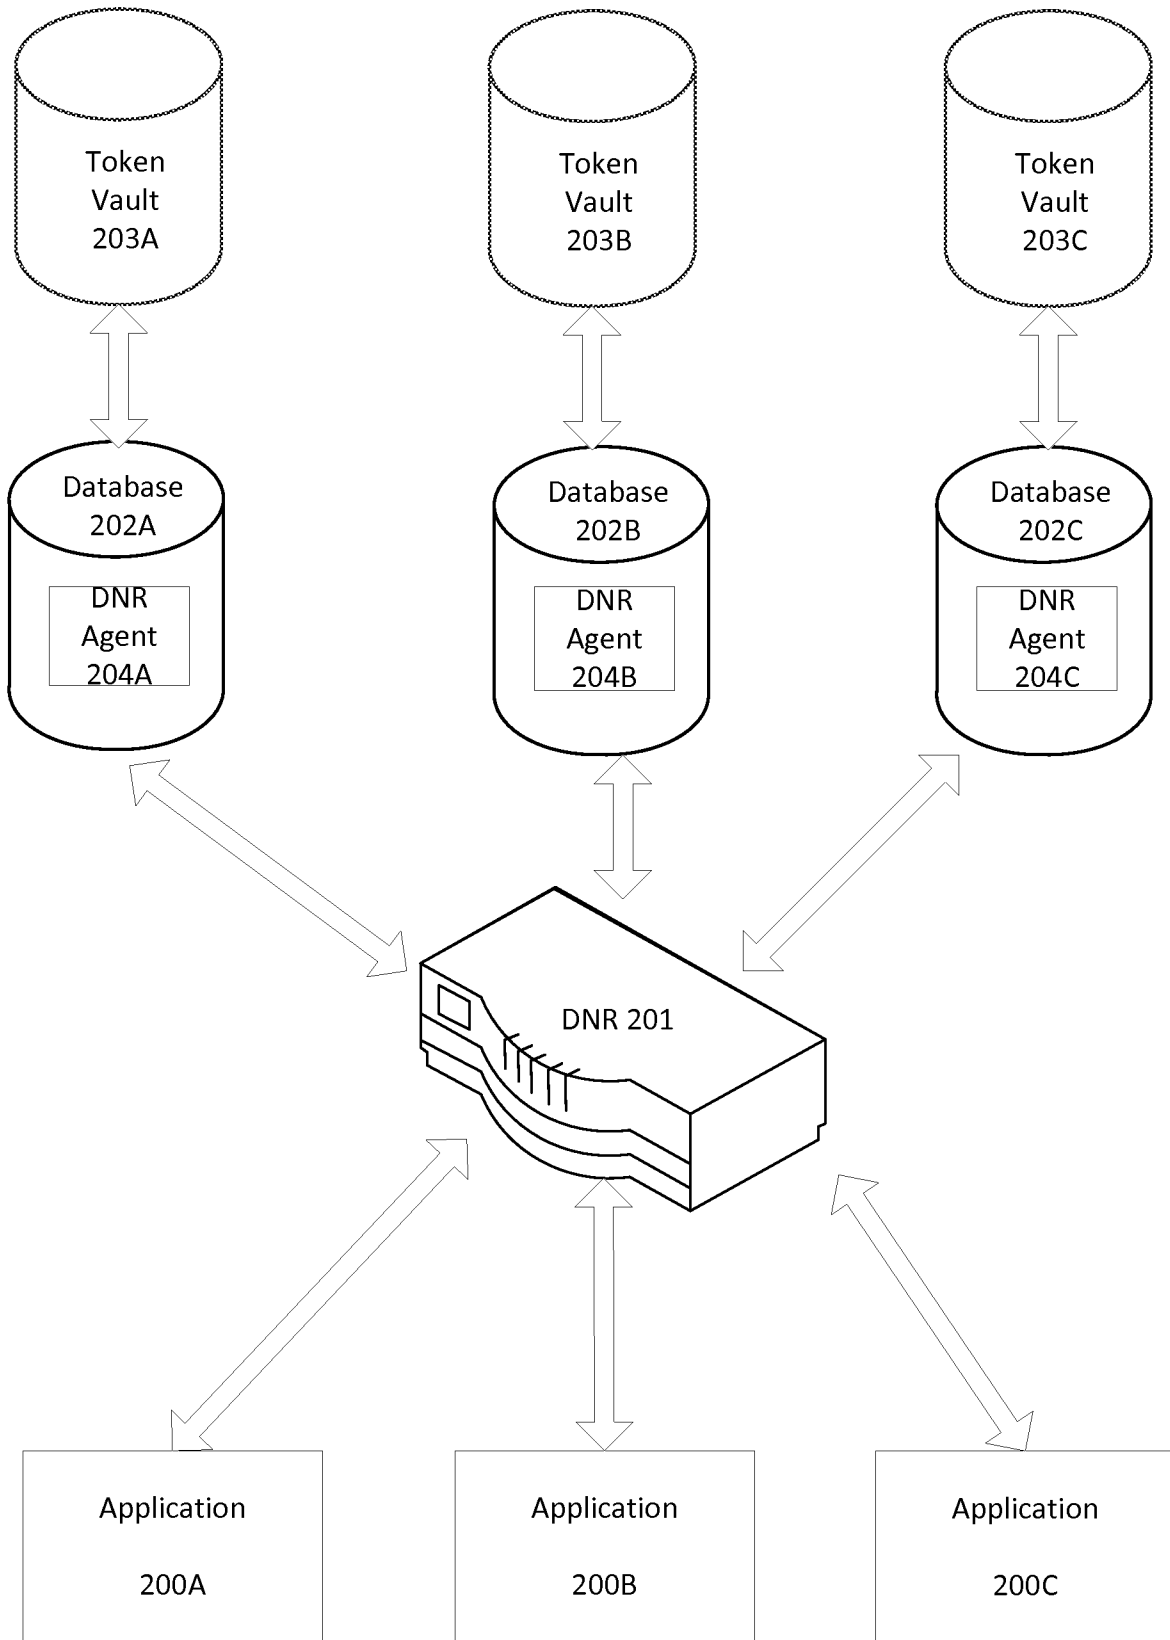 Token
Vault
203A
Token
Vault
203B
Token
Vault
203C
Database
202A
Database
202B
Database
202C
DNR
Agent
204A
DNR
Agent
204B
DNR
Agent
204C
DNR 201
Application
200A
Application
200B
Application
200C